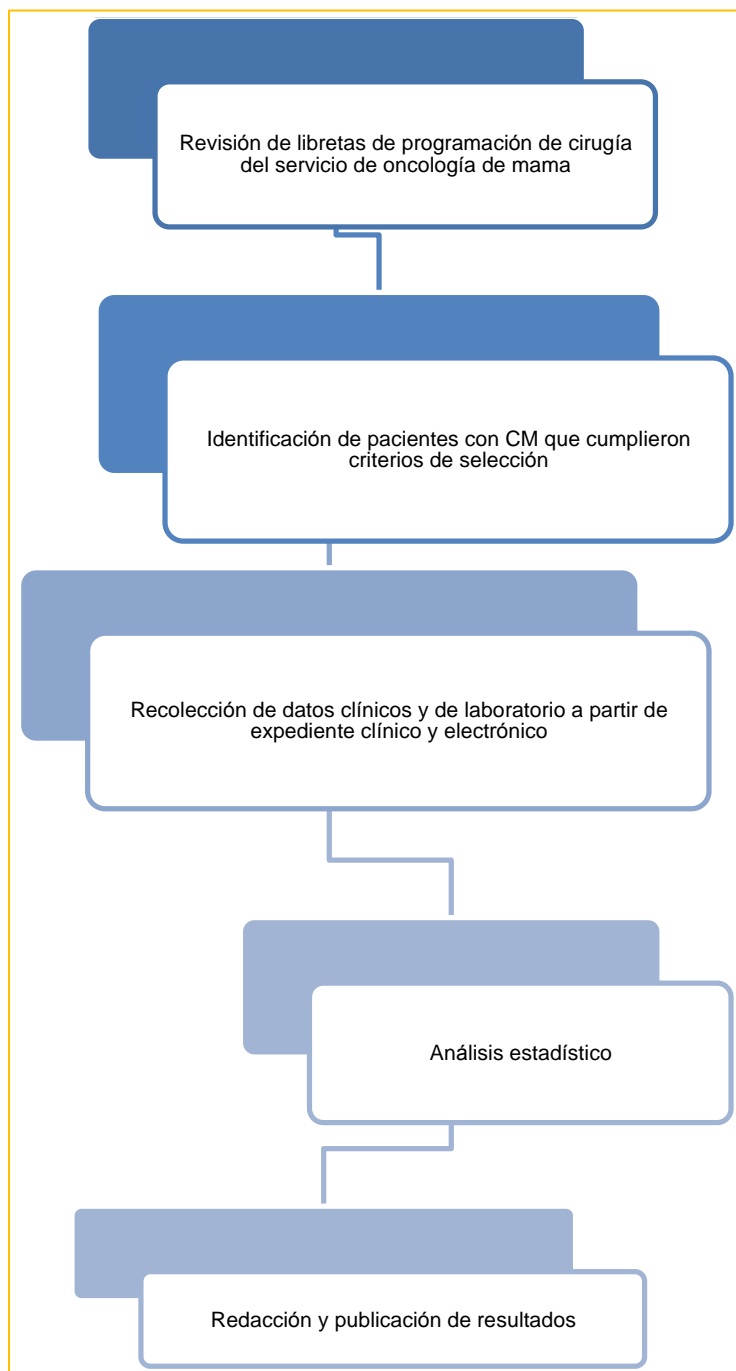 Revisión de libretas de programación de cirugía
del servicio de oncología de mama
Identificación de pacientes con CM que cumplieron
criterios de selección
Recolección de datos clínicos y de laboratorio a partir de
expediente clínico y electrónico
Análisis estadístico
Redacción y publicación de resultados